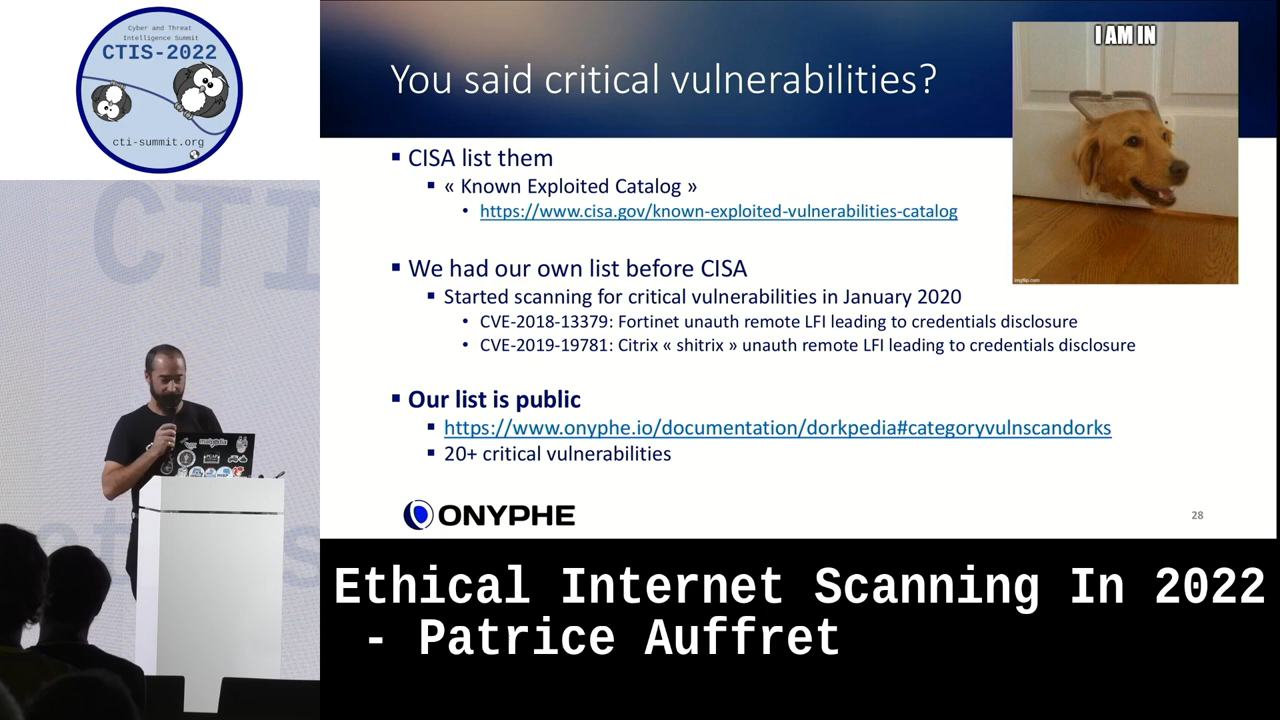 Cyber and Threat
Intelligence Summit
CTIS-2022
cti-summit.org
CTI
I AM IN
You said critical vulnerabilities?
▪ CISA list them
▪ « Known Exploited Catalog »
• https://www.cisa.gov/known-exploited-vulnerabilities-catalog
▪ We had our own list before CISA
▪ Started scanning for critical vulnerabilities in January 2020
• CVE-2018-13379: Fortinet unauth remote LFI leading to credentials disclosure
• CVE-2019-19781: Citrix « shitrix » unauth remote LFI leading to credentials disclosure
▪ Our list is public
▪ https://www.onyphe.io/documentation/dorkpedia#categoryvulnscandorks
▪ 20+ critical vulnerabilities
imgflip.com
ONYPHE
28
Ethical Internet Scanning In 2022
- Patrice Auffret